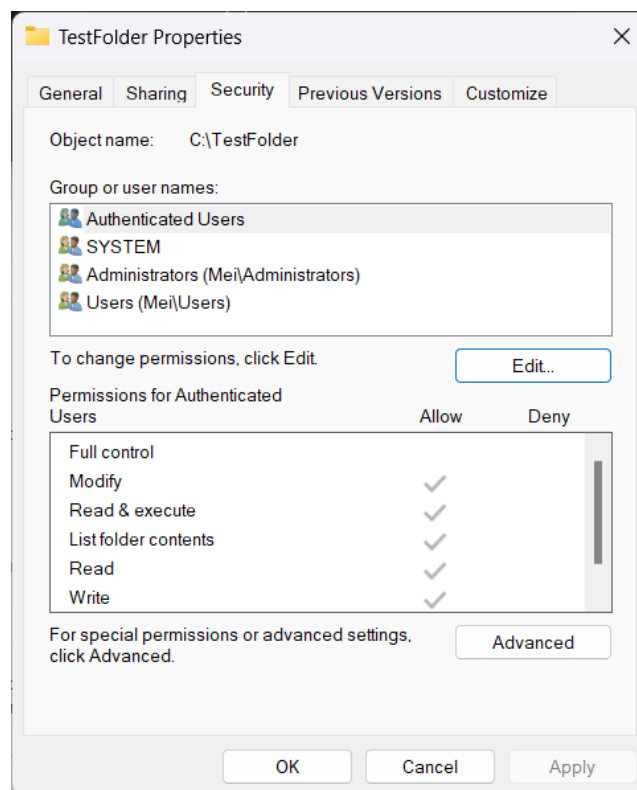 TestFolder Properties
General Sharing Security Previous Versions Customize
Object name: C:\TestFolder
Group or user names:
Authenticated Users
SYSTEM
Administrators (Mei\Administrators)
Users (Mei\Users)
To change permissions, click Edit.
Edit...
Permissions for Authenticated
Users Allow Deny
Full control
Modify
Read & execute
List folder contents
Read
Write
For special permissions or advanced settings,
click Advanced.
Advanced
OK Cancel Apply